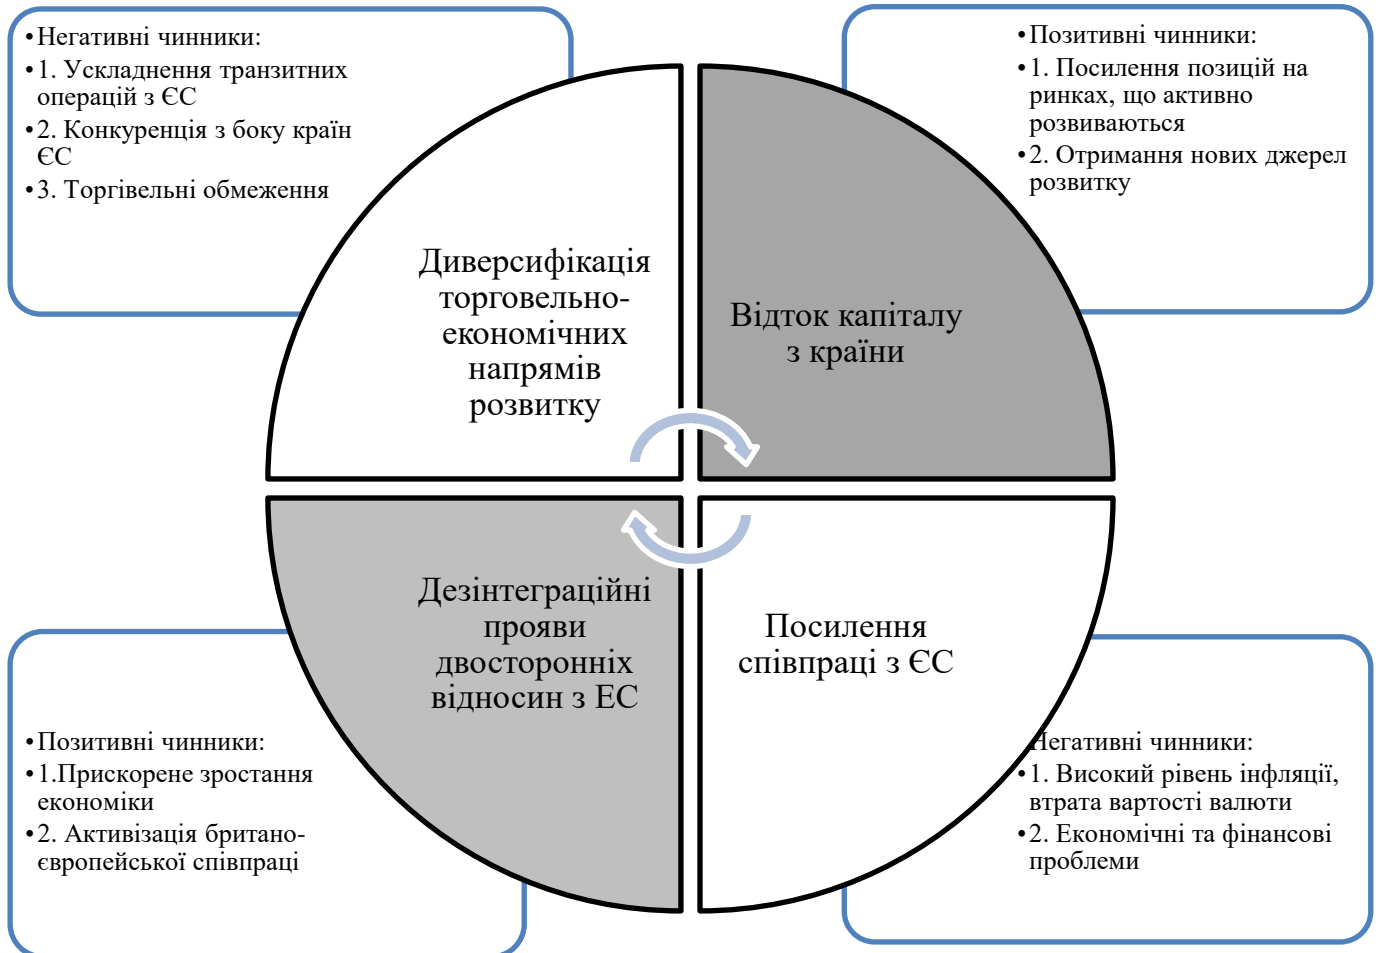 •Негативні чинники:
•1. Ускладнення транзитних
операцій з ЄС
•2. Конкуренція з боку країн
ЄС
•3. Торгівельні обмеження
•Позитивні чинники:
•1. Посилення позицій на
ринках, що активно
розвиваються
•2. Отримання нових джерел
розвитку
Диверсифікація
торговельно-
економічних
напрямів
розвитку
Відток капіталу
з країни
Дезінтеграційні
прояви
двосторонніх
відносин з ЕС
Посилення
співпраці з ЄС
•Позитивні чинники:
•1.Прискорене зростання
економіки
•2. Активізація британо-
європейської співпраці
Негативні чинники:
•1. Високий рівень інфляції,
втрата вартості валюти
•2. Економічні та фінансові
проблеми